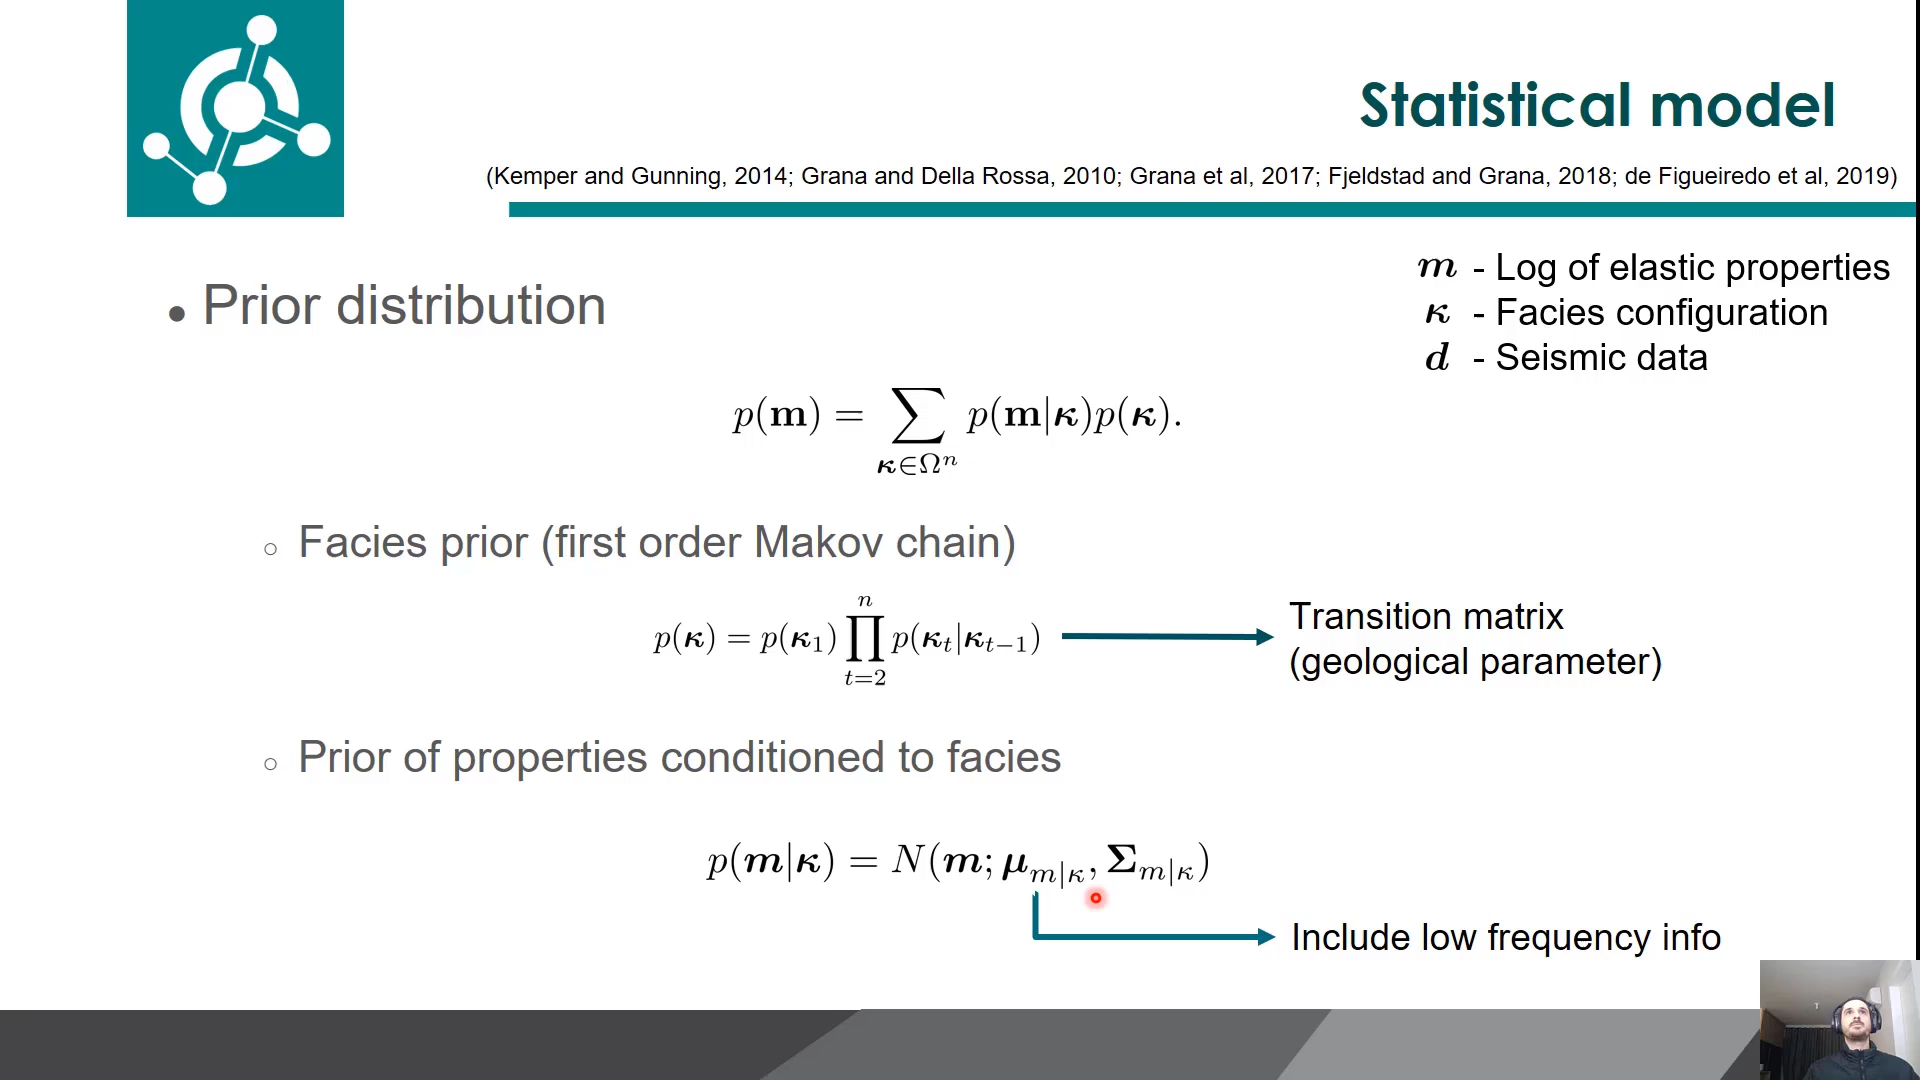 Statistical model
(Kemper and Gunning, 2014; Grana and Della Rossa, 2010; Grana et al, 2017; Fjeldstad and Grana, 2018; de Figueiredo et al, 2019)
m - Log of elastic properties
κ - Facies configuration
d - Seismic data
• Prior distribution
p(m) = ∑_{κ∈Ωⁿ} p(m|κ)p(κ).
○ Facies prior (first order Makov chain)
p(κ) = p(κ₁) ∏_{t=2}^{n} p(κ_t|κ_{t−1})
Transition matrix
(geological parameter)
○ Prior of properties conditioned to facies
p(m|κ) = N(m; μ_{m|κ}, Σ_{m|κ})
Include low frequency info